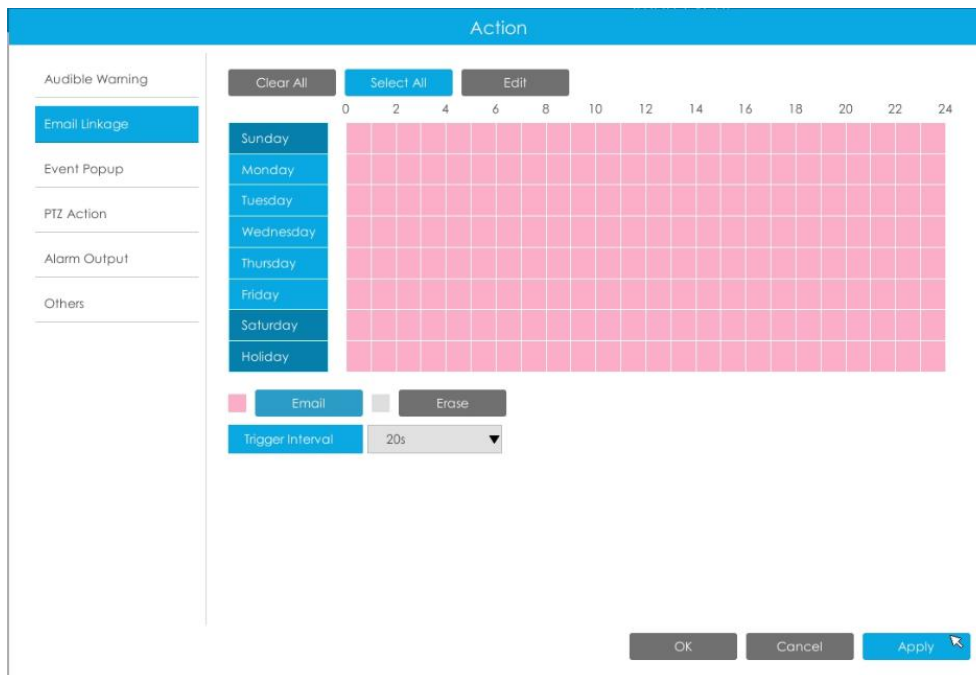 Action
Audible Warning
Email Linkage
Event Popup
PTZ Action
Alarm Output
Others
Clear All Select All Edit
0 2 4 6 8 10 12 14 16 18 20 22 24
Sunday
Monday
Tuesday
Wednesday
Thursday
Friday
Saturday
Holiday
Email Erase
Trigger Interval 20s
OK Cancel Apply